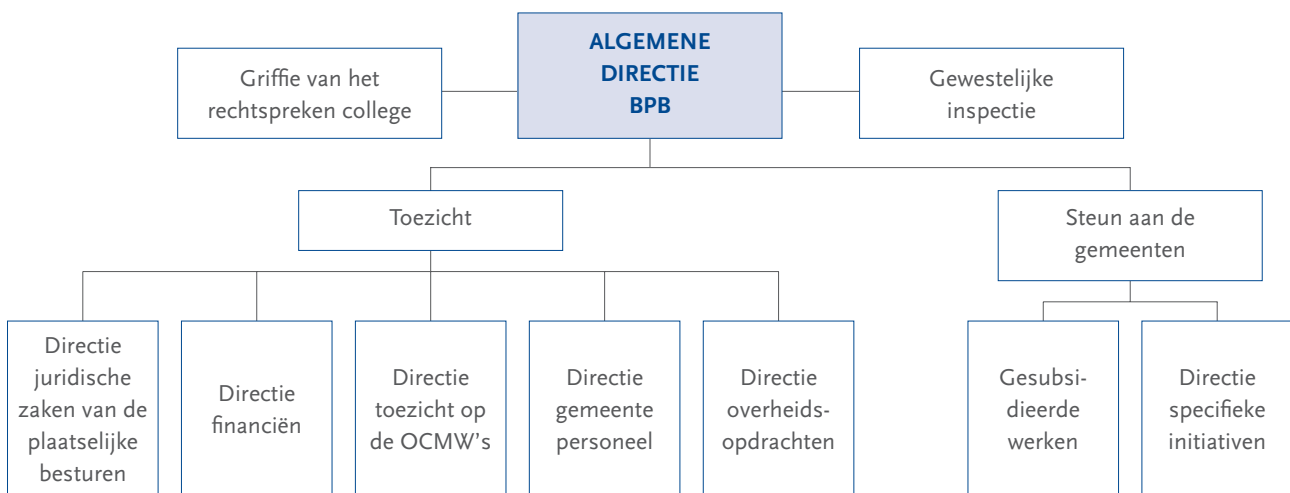 ALGEMENE
DIRECTIE
BPB
Griffie van het
rechtspreken college
Gewestelijke
inspectie
Toezicht
Steun aan de
gemeenten
Directie
juridische
zaken van de
plaatselijke
besturen
Directie
financiën
Directie
toezicht op
de OCMW's
Directie
gemeente
personeel
Directie
overheids-
opdrachten
Gesubsi-
dieerde
werken
Directie
specifieke
initiativen